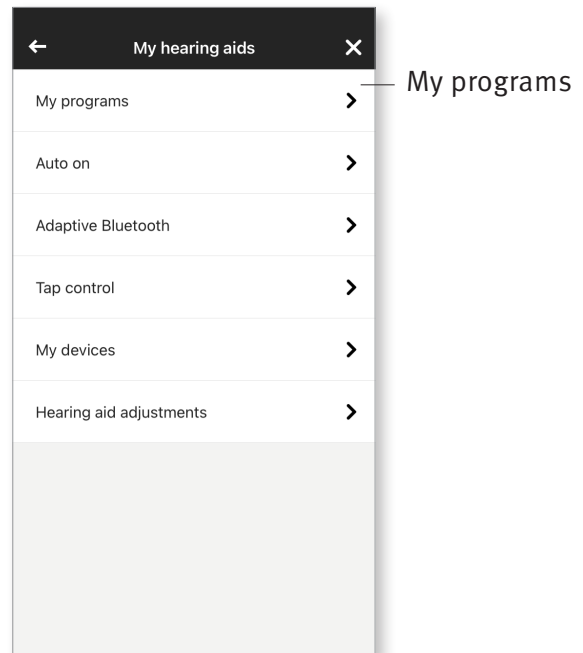 My hearing aids
My programs
My programs
Auto on
Adaptive Bluetooth
Tap control
My devices
Hearing aid adjustments